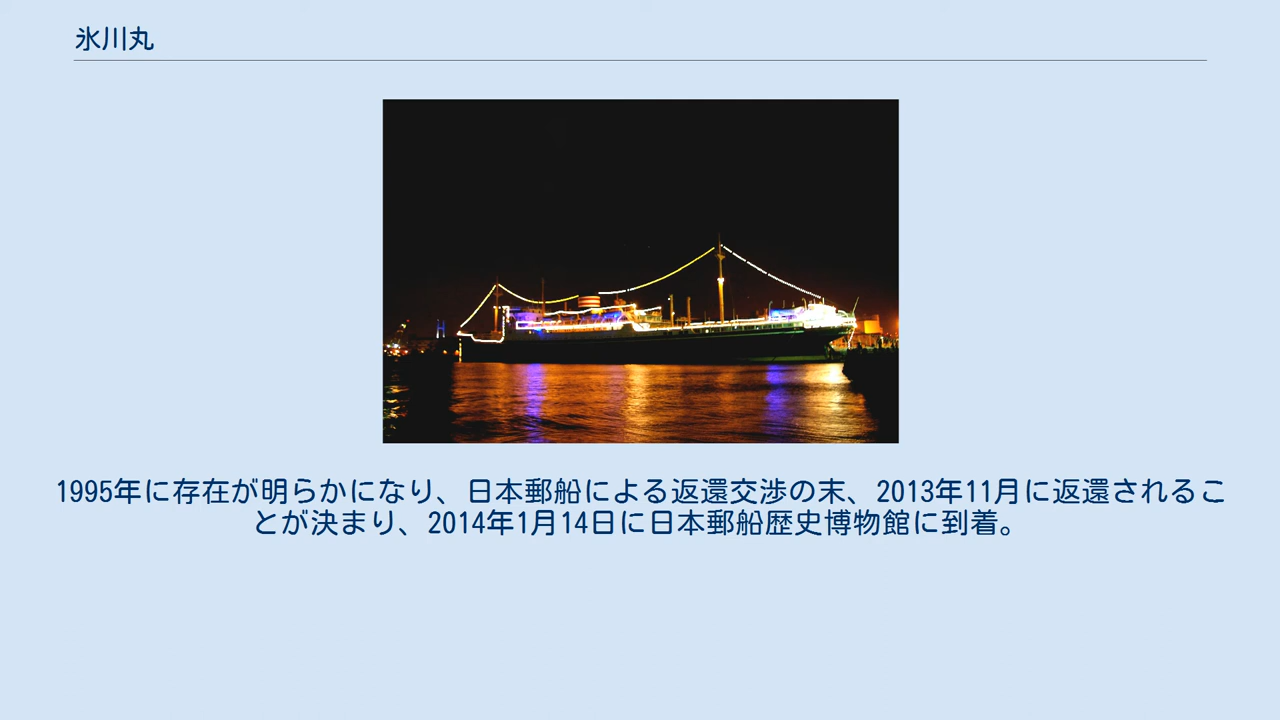 氷川丸
1995年に存在が明らかになり、日本郵船による返還交渉の末、2013年11月に返還されるこ
とが決まり、2014年1月14日に日本郵船歴史博物館に到着。